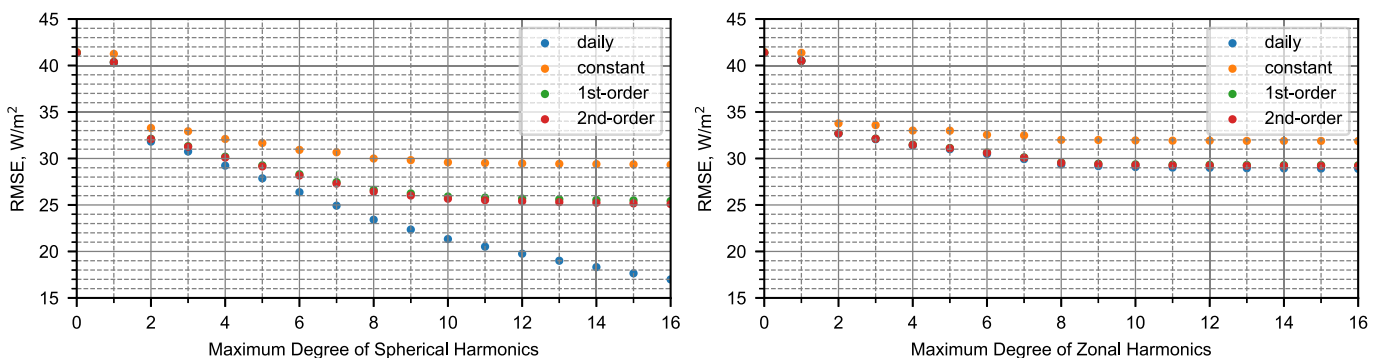 45
40
35
30
25
20
15
RMSE, W/m²
0 2 4 6 8 10 12 14 16
Maximum Degree of Spherical Harmonics
daily
constant
1st-order
2nd-order
45
40
35
30
25
20
15
RMSE, W/m²
0 2 4 6 8 10 12 14 16
Maximum Degree of Zonal Harmonics
daily
constant
1st-order
2nd-order